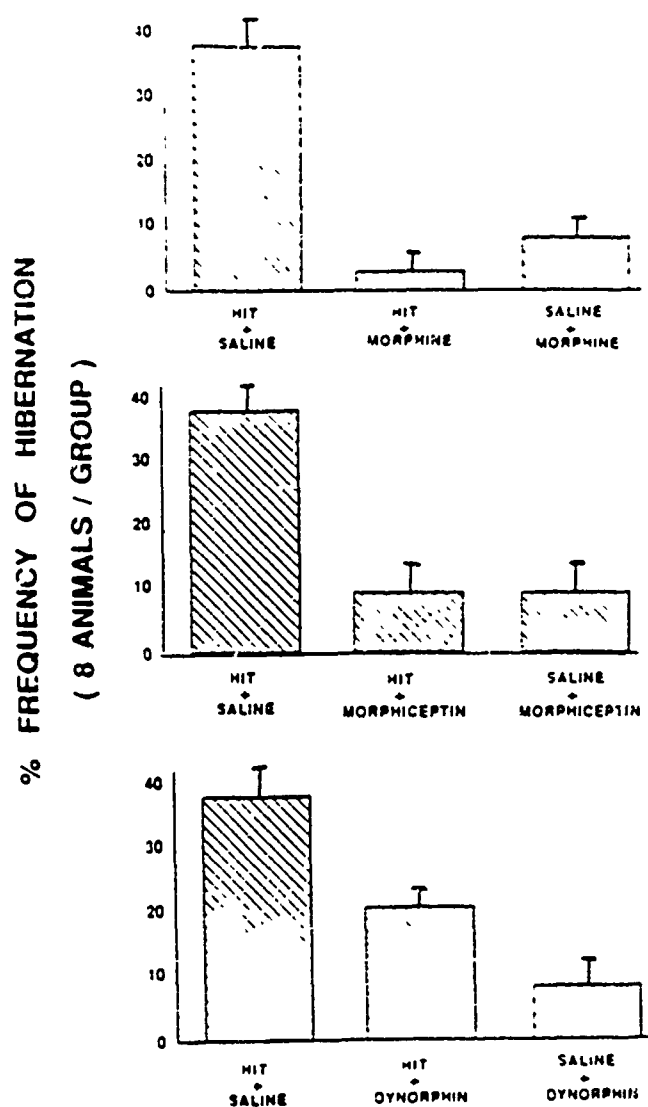 % FREQUENCY OF HIBERNATION
( 8 ANIMALS / GROUP )
40
30
20
10
0
HIT
+
SALINE
HIT
+
MORPHINE
SALINE
+
MORPHINE
40
30
20
10
0
HIT
+
SALINE
HIT
+
MORPHICEPTIN
SALINE
+
MORPHICEPTIN
40
30
20
10
0
HIT
+
SALINE
HIT
+
DYNORPHIN
SALINE
+
DYNORPHIN